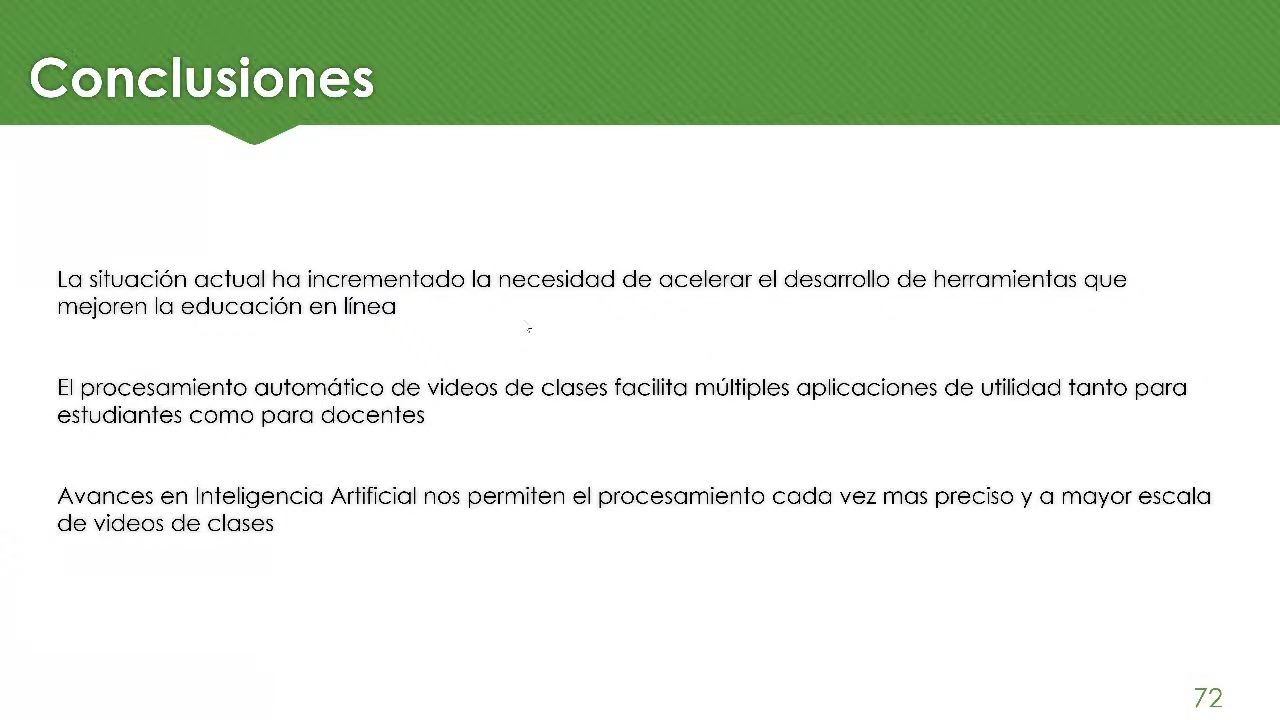 Conclusiones
La situación actual ha incrementado la necesidad de acelerar el desarrollo de herramientas que
mejoren la educación en línea
El procesamiento automático de videos de clases facilita múltiples aplicaciones de utilidad tanto para
estudiantes como para docentes
Avances en Inteligencia Artificial nos permiten el procesamiento cada vez mas preciso y a mayor escala
de videos de clases
72